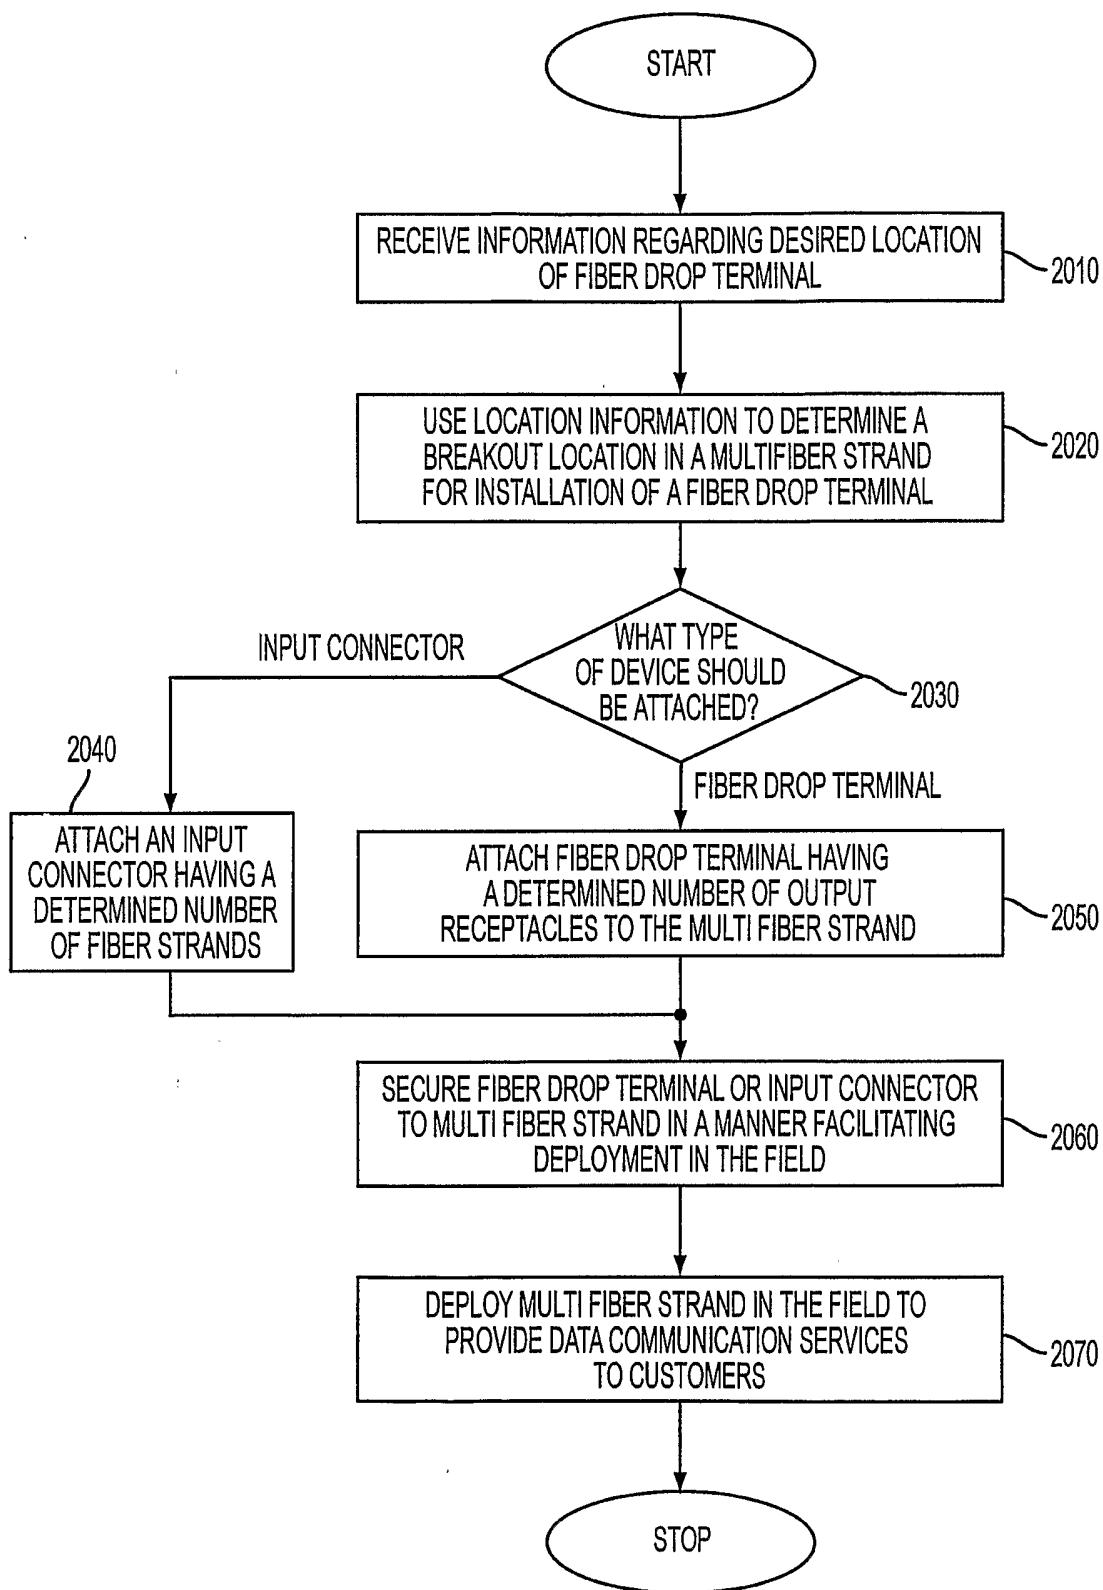 START
RECEIVE INFORMATION REGARDING DESIRED LOCATION
OF FIBER DROP TERMINAL
2010
USE LOCATION INFORMATION TO DETERMINE A
BREAKOUT LOCATION IN A MULTIFIBER STRAND
FOR INSTALLATION OF A FIBER DROP TERMINAL
2020
WHAT TYPE
OF DEVICE SHOULD
BE ATTACHED?
2030
INPUT CONNECTOR
FIBER DROP TERMINAL
2040
ATTACH AN INPUT
CONNECTOR HAVING A
DETERMINED NUMBER
OF FIBER STRANDS
ATTACH FIBER DROP TERMINAL HAVING
A DETERMINED NUMBER OF OUTPUT
RECEPTACLES TO THE MULTI FIBER STRAND
2050
SECURE FIBER DROP TERMINAL OR INPUT CONNECTOR
TO MULTI FIBER STRAND IN A MANNER FACILITATING
DEPLOYMENT IN THE FIELD
2060
DEPLOY MULTI FIBER STRAND IN THE FIELD TO
PROVIDE DATA COMMUNICATION SERVICES
TO CUSTOMERS
2070
STOP